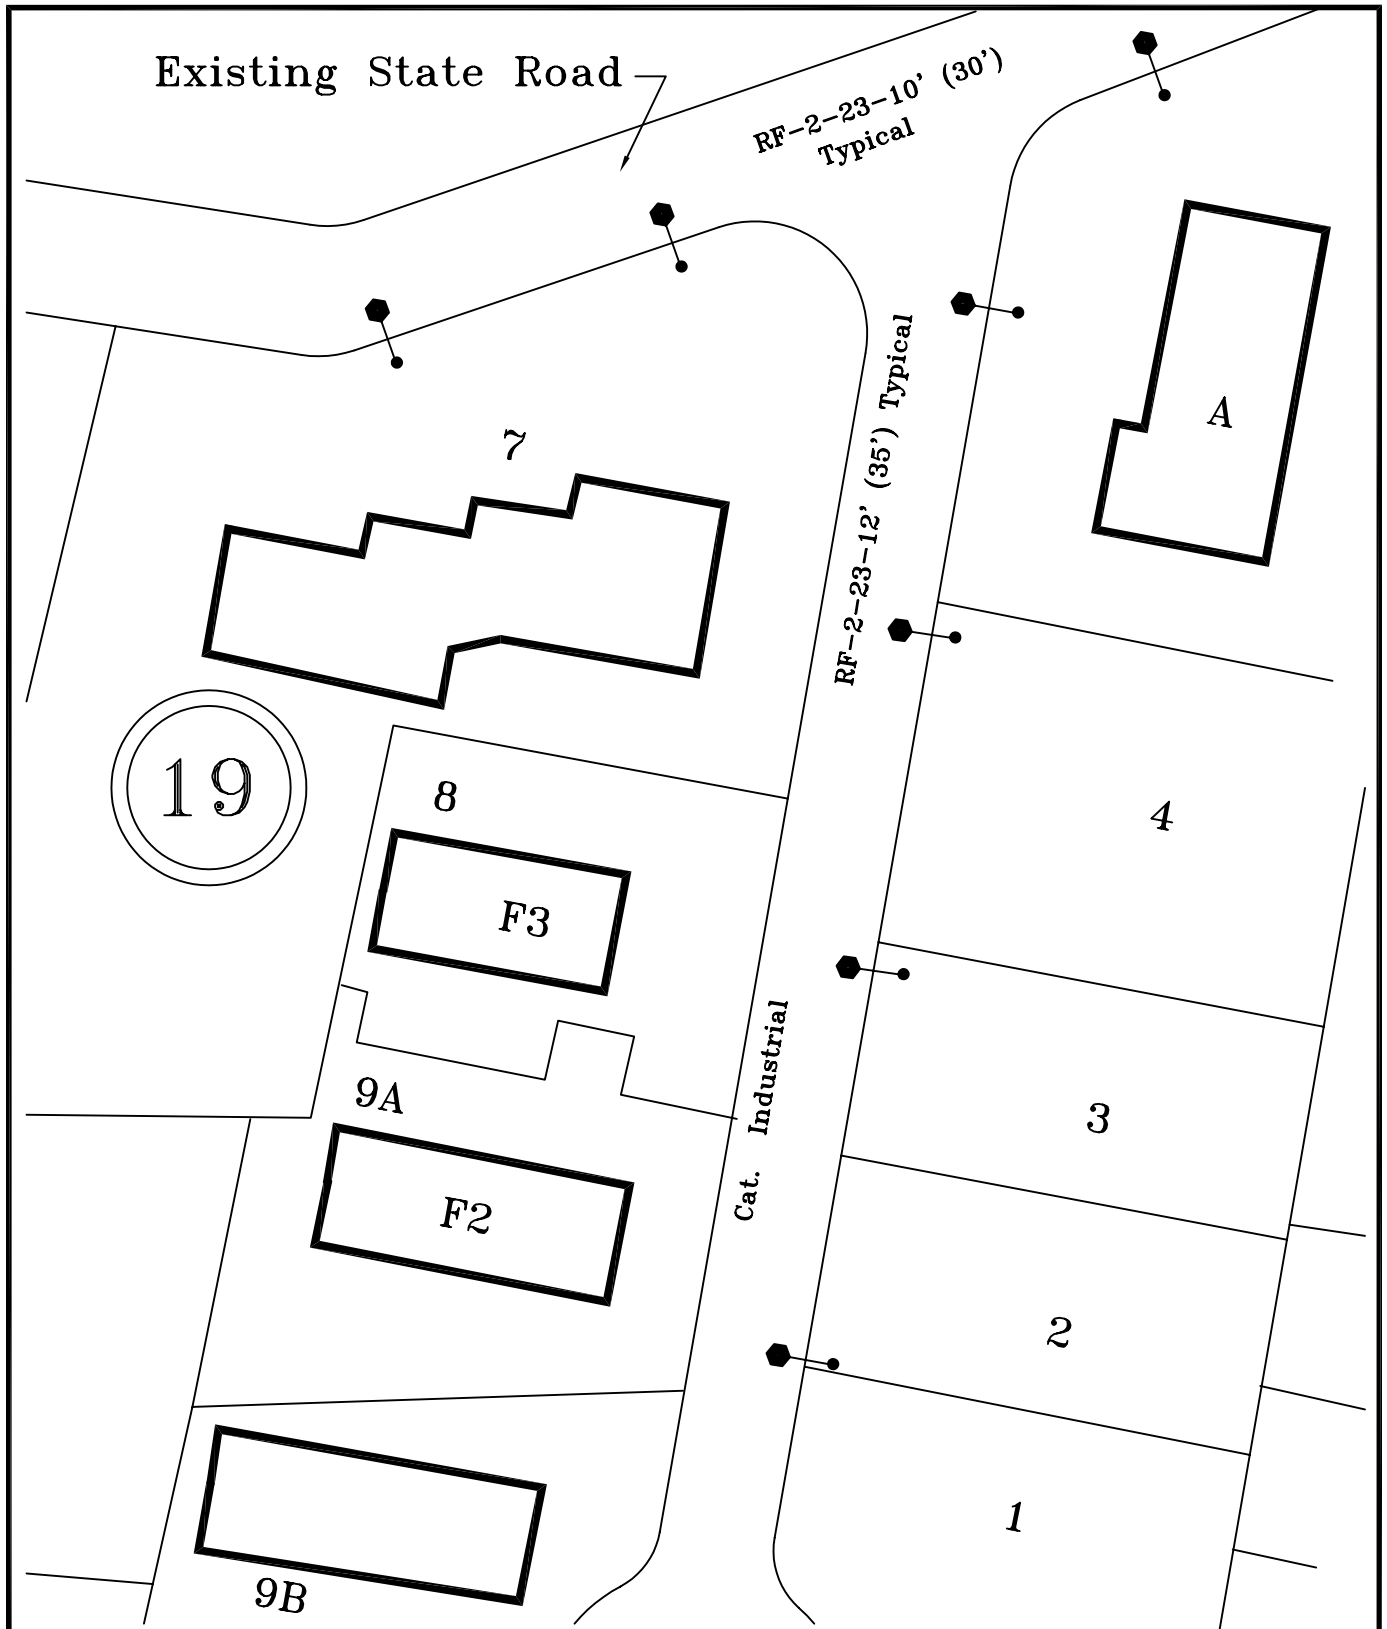 Existing State Road
RF-2-23-10' (30')
Typical
RF-2-23-12' (35') Typical
A
7
19
8
4
F3
Cat. Industrial
9A
3
F2
2
1
9B